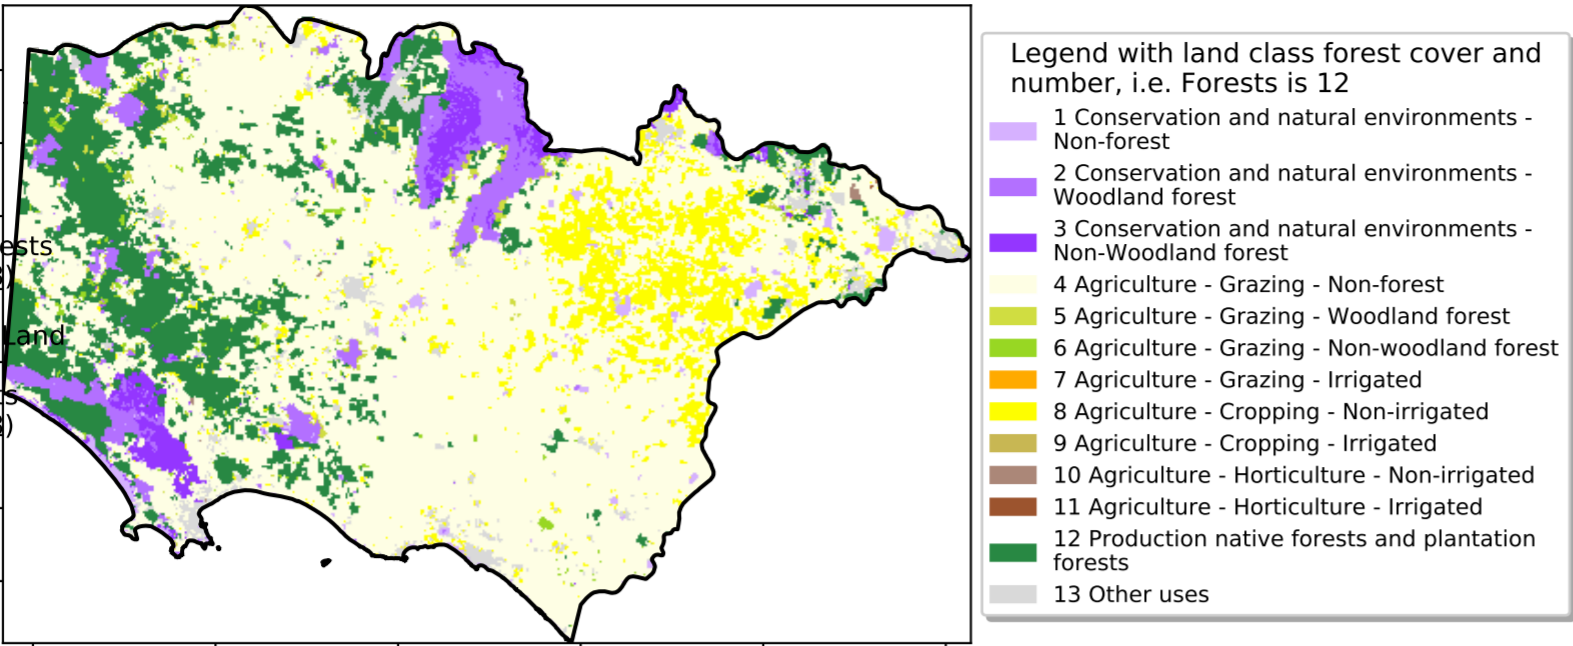 Legend with land class forest cover and
number, i.e. Forests is 12
1 Conservation and natural environments -
Non-forest
2 Conservation and natural environments -
Woodland forest
3 Conservation and natural environments -
Non-Woodland forest
4 Agriculture - Grazing - Non-forest
5 Agriculture - Grazing - Woodland forest
6 Agriculture - Grazing - Non-woodland forest
7 Agriculture - Grazing - Irrigated
8 Agriculture - Cropping - Non-irrigated
9 Agriculture - Cropping - Irrigated
10 Agriculture - Horticulture - Non-irrigated
11 Agriculture - Horticulture - Irrigated
12 Production native forests and plantation
forests
13 Other uses
ests
Land